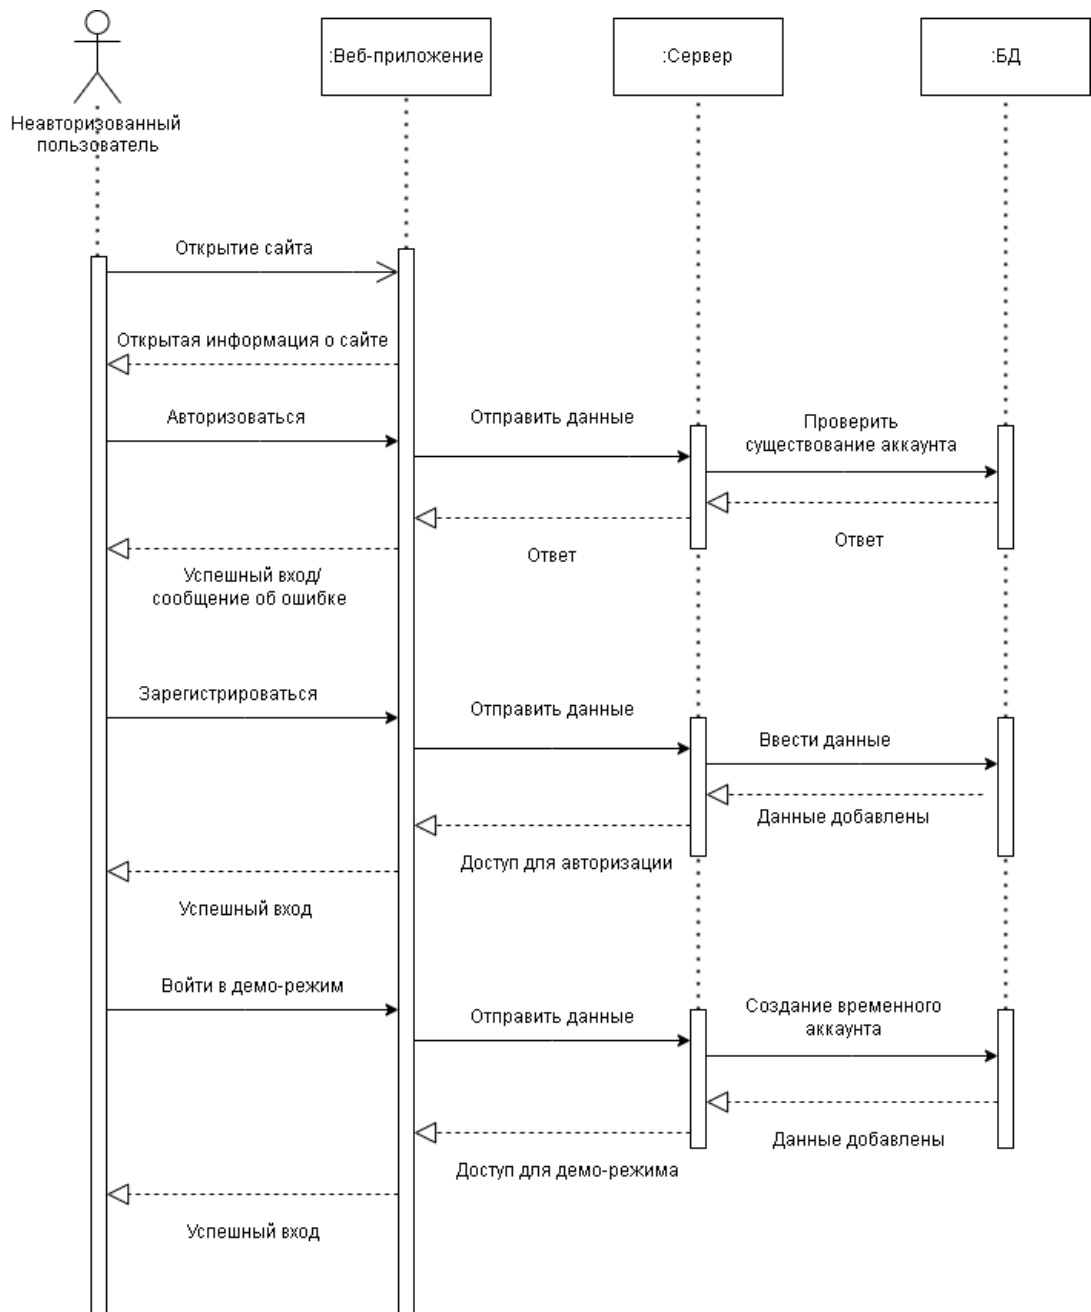 :Веб-приложение
:Сервер
:БД
Неавторизованный
пользователь
Открытие сайта
Открытая информация о сайте
Авторизоваться
Отправить данные
Проверить
существование аккаунта
Ответ
Ответ
Успешный вход/
сообщение об ошибке
Зарегистрироваться
Отправить данные
Ввести данные
Данные добавлены
Доступ для авторизации
Успешный вход
Войти в демо-режим
Отправить данные
Создание временного
аккаунта
Данные добавлены
Доступ для демо-режима
Успешный вход